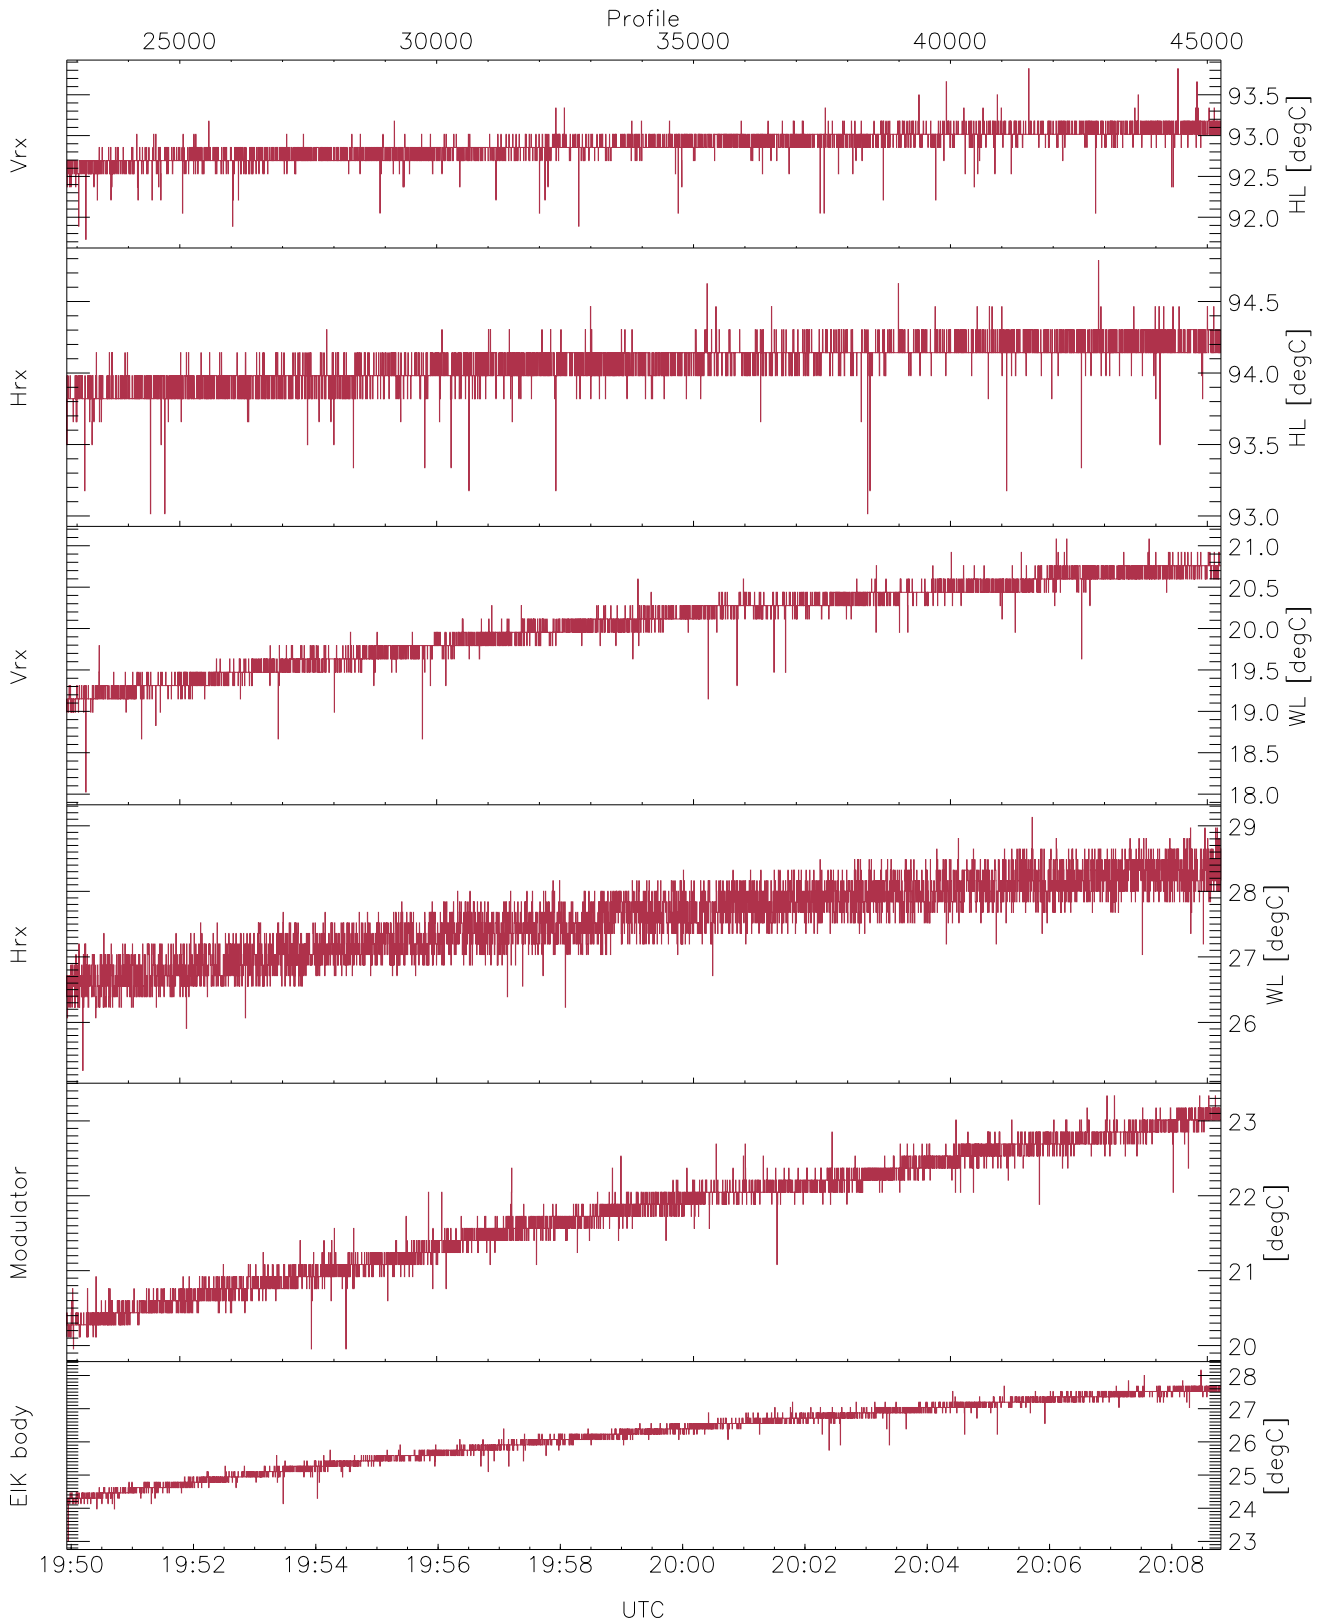 Profile
25000 30000 35000 40000 45000
Vrx
93.5
93.0
92.5
92.0
HL [degC]
Hrx
94.5
94.0
93.5
93.0
HL [degC]
Vrx
21.0
20.5
20.0
19.5
19.0
18.5
18.0
WL [degC]
Hrx
29
28
27
26
WL [degC]
Modulator
23
22
21
20
[degC]
EIK body
28
27
26
25
24
23
[degC]
19:50 19:52 19:54 19:56 19:58 20:00 20:02 20:04 20:06 20:08
UTC